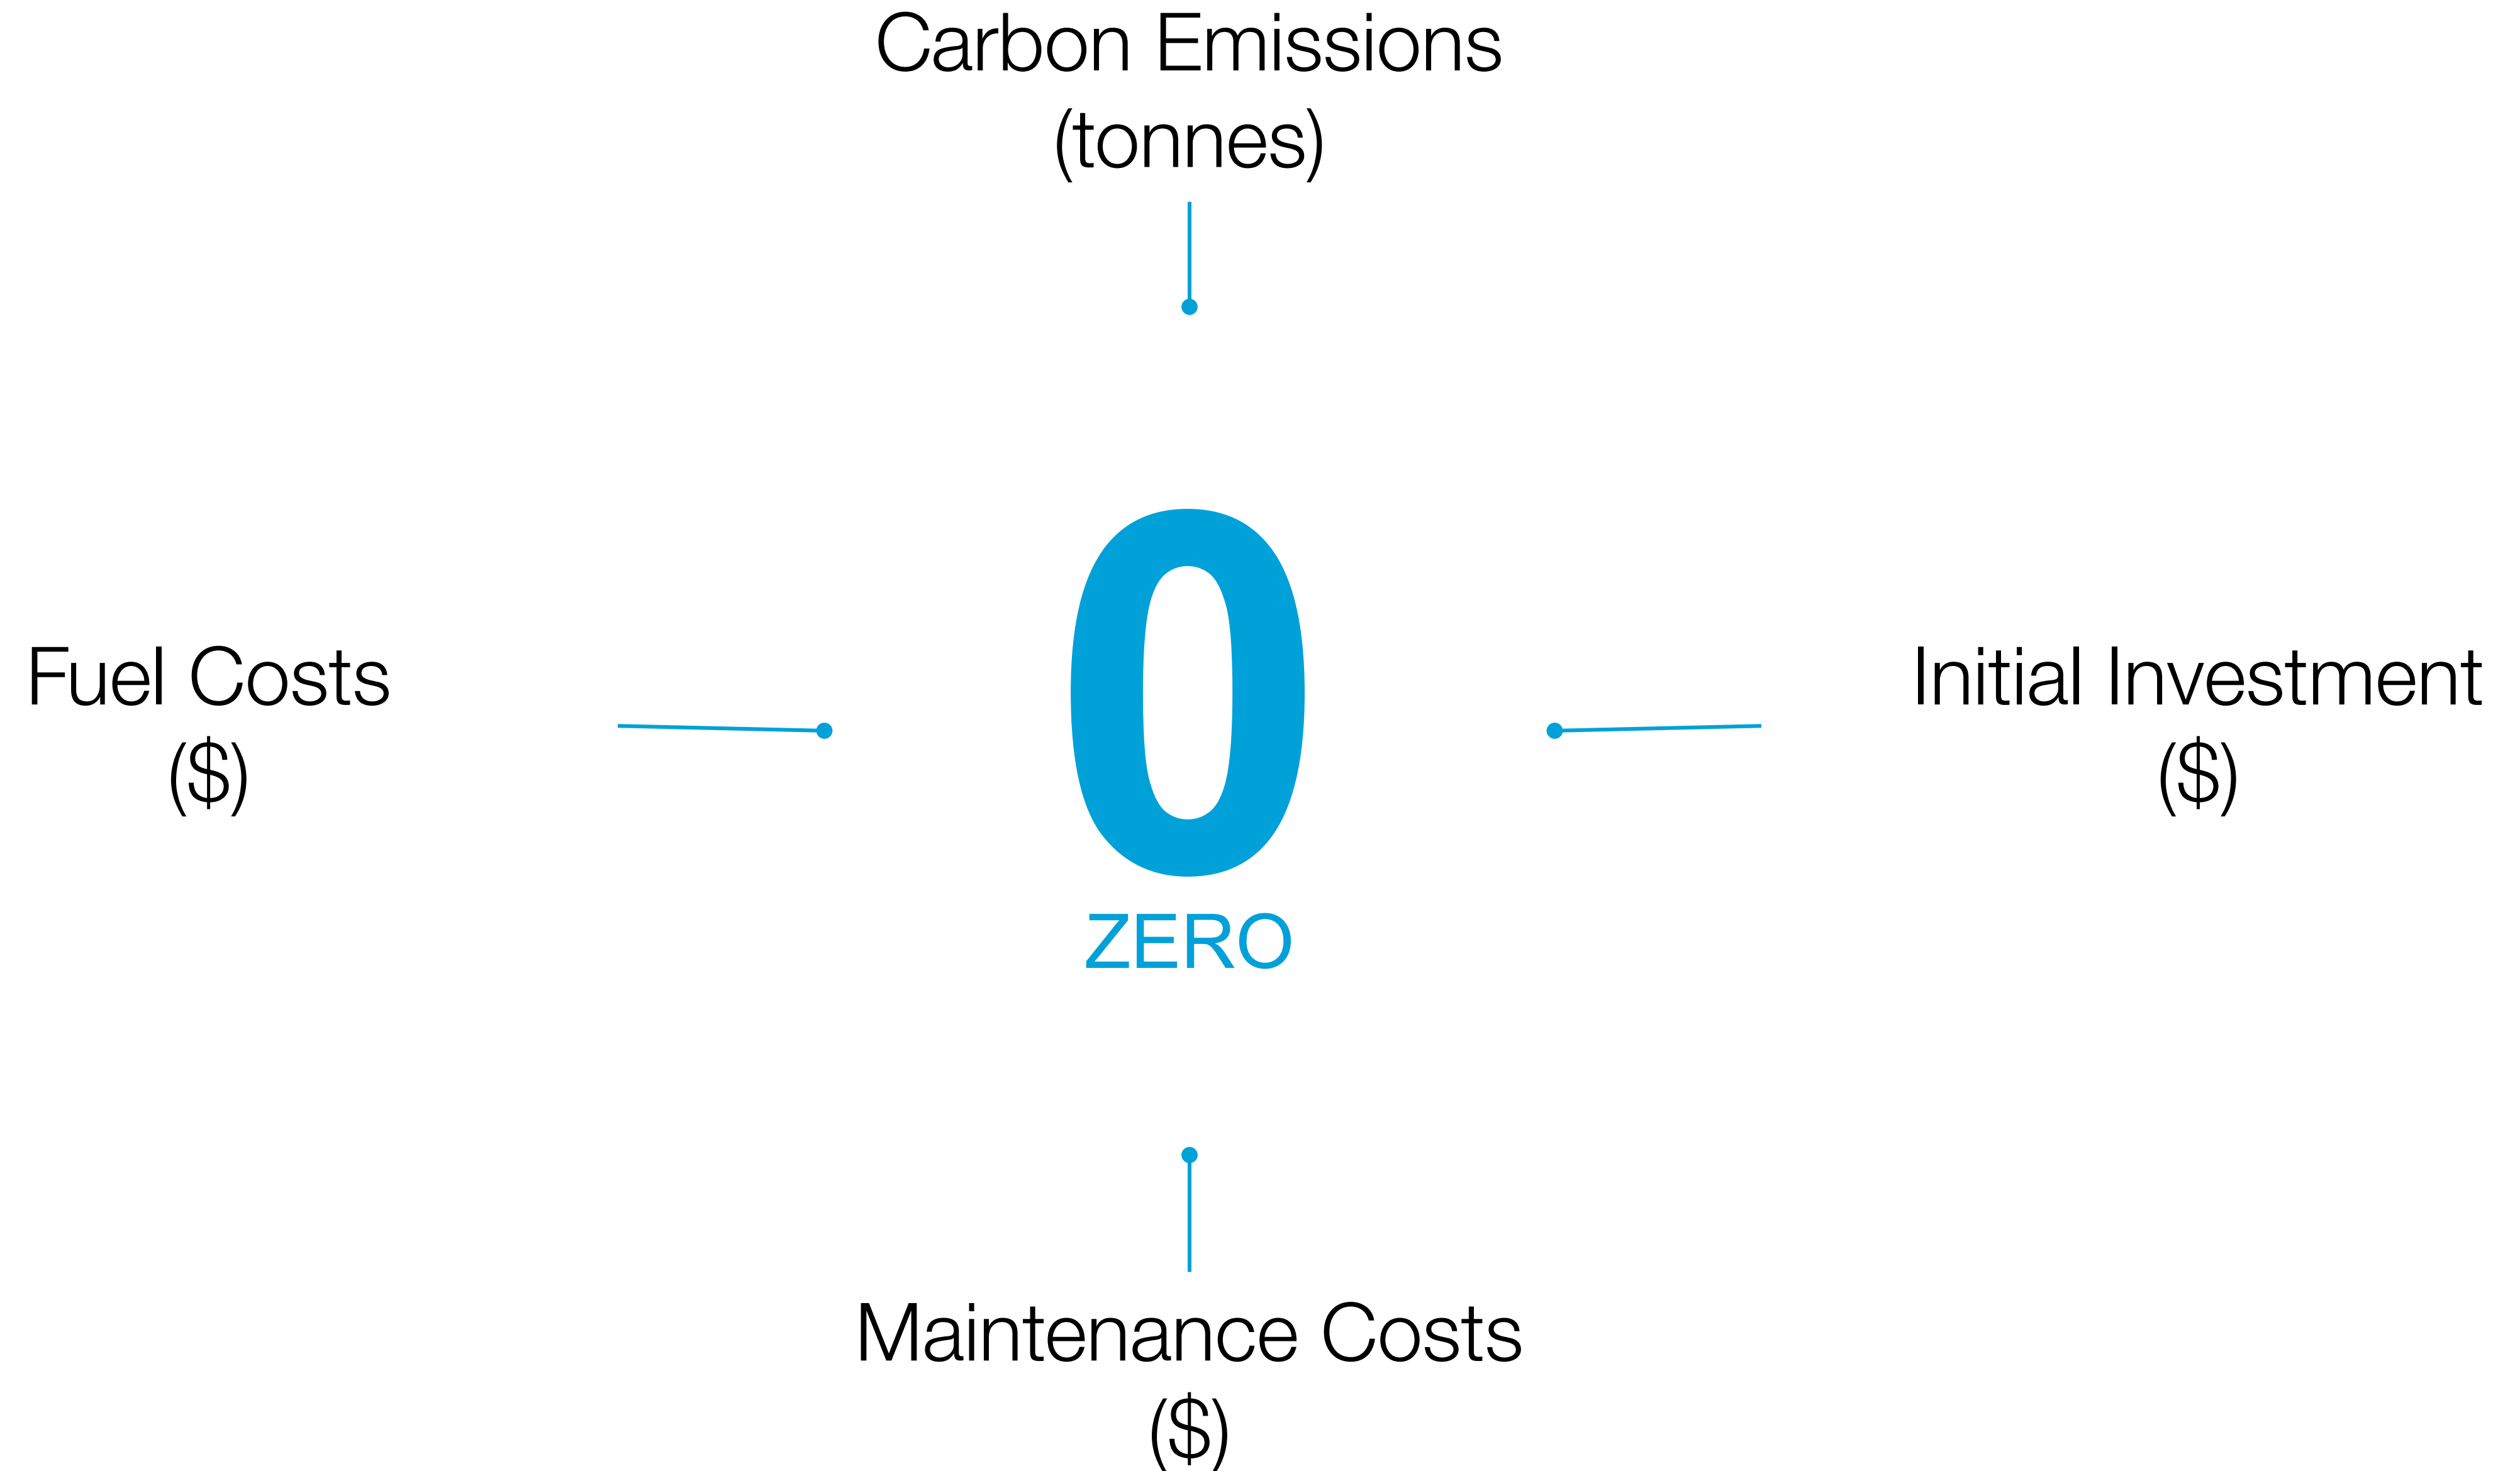 Carbon Emissions
(tonnes)
0
ZERO
Fuel Costs
($)
Initial Investment
($)
Maintenance Costs
($)